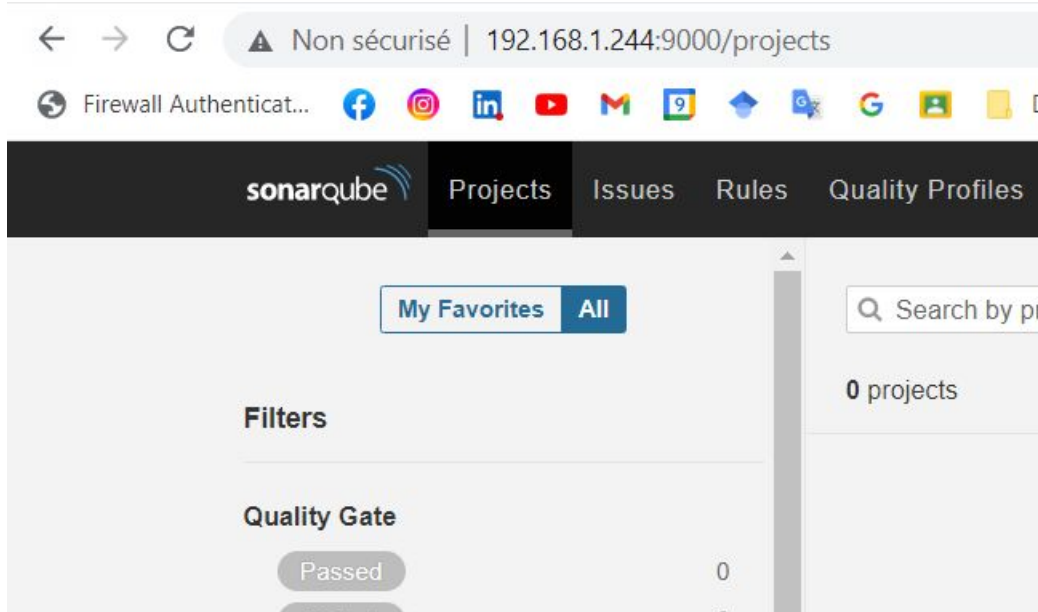 Non sécurisé | 192.168.1.244:9000/projects
Firewall Authenticat...
sonarqube Projects Issues Rules Quality Profiles
My Favorites All
Search by pr
0 projects
Filters
Quality Gate
Passed 0